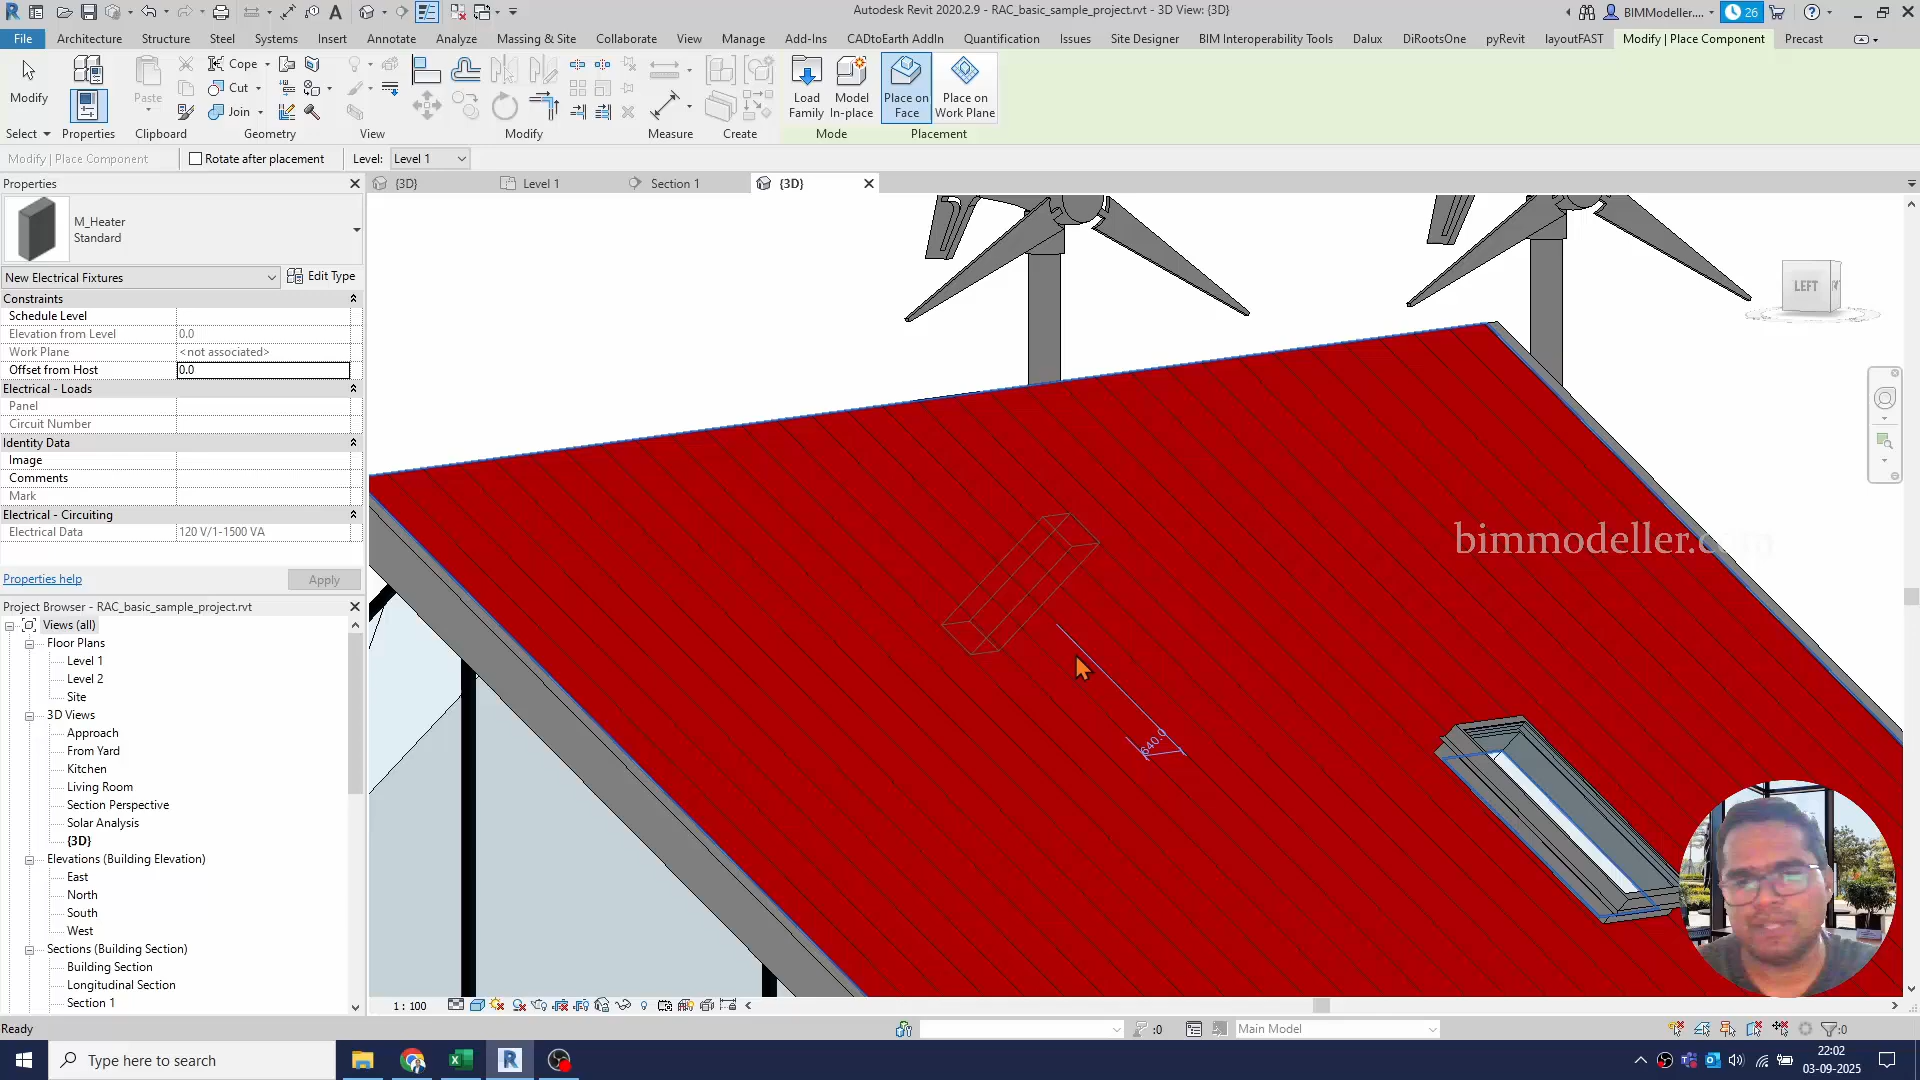 Autodesk Revit 2020.2.9 - RAC_basic_sample_project.rvt - 3D View: {3D}
BIMModeller....
26
File
Architecture
Structure
Steel
Systems
Insert
Annotate
Analyze
Massing & Site
Collaborate
View
Manage
Add-Ins
CADtoEarth AddIn
Quantification
Issues
Site Designer
BIM Interoperability Tools
Dalux
DiRootsOne
pyRevit
layoutFAST
Modify | Place Component
Precast
Modify
Paste
Cope
Cut
Join
Load Family
Model In-place
Place on Face
Place on Work Plane
Select
Properties
Clipboard
Geometry
View
Modify
Measure
Create
Mode
Placement
Modify | Place Component
Rotate after placement
Level:
Level 1
Properties
{3D}
Level 1
Section 1
{3D}
M_Heater
Standard
New Electrical Fixtures
Edit Type
Constraints
Schedule Level
Elevation from Level 0.0
Work Plane <not associated>
Offset from Host 0.0
Electrical - Loads
Panel
Circuit Number
Identity Data
Image
Comments
Mark
Electrical - Circuiting
Electrical Data 120 V/1-1500 VA
Properties help
Apply
Project Browser - RAC_basic_sample_project.rvt
Views (all)
Floor Plans
Level 1
Level 2
Site
3D Views
Approach
From Yard
Kitchen
Living Room
Section Perspective
Solar Analysis
{3D}
Elevations (Building Elevation)
East
North
South
West
Sections (Building Section)
Building Section
Longitudinal Section
Section 1
LEFT
bimmodeller.com
640.0
1 : 100
Ready
:0
Main Model
:0
Type here to search
22:02
03-09-2025